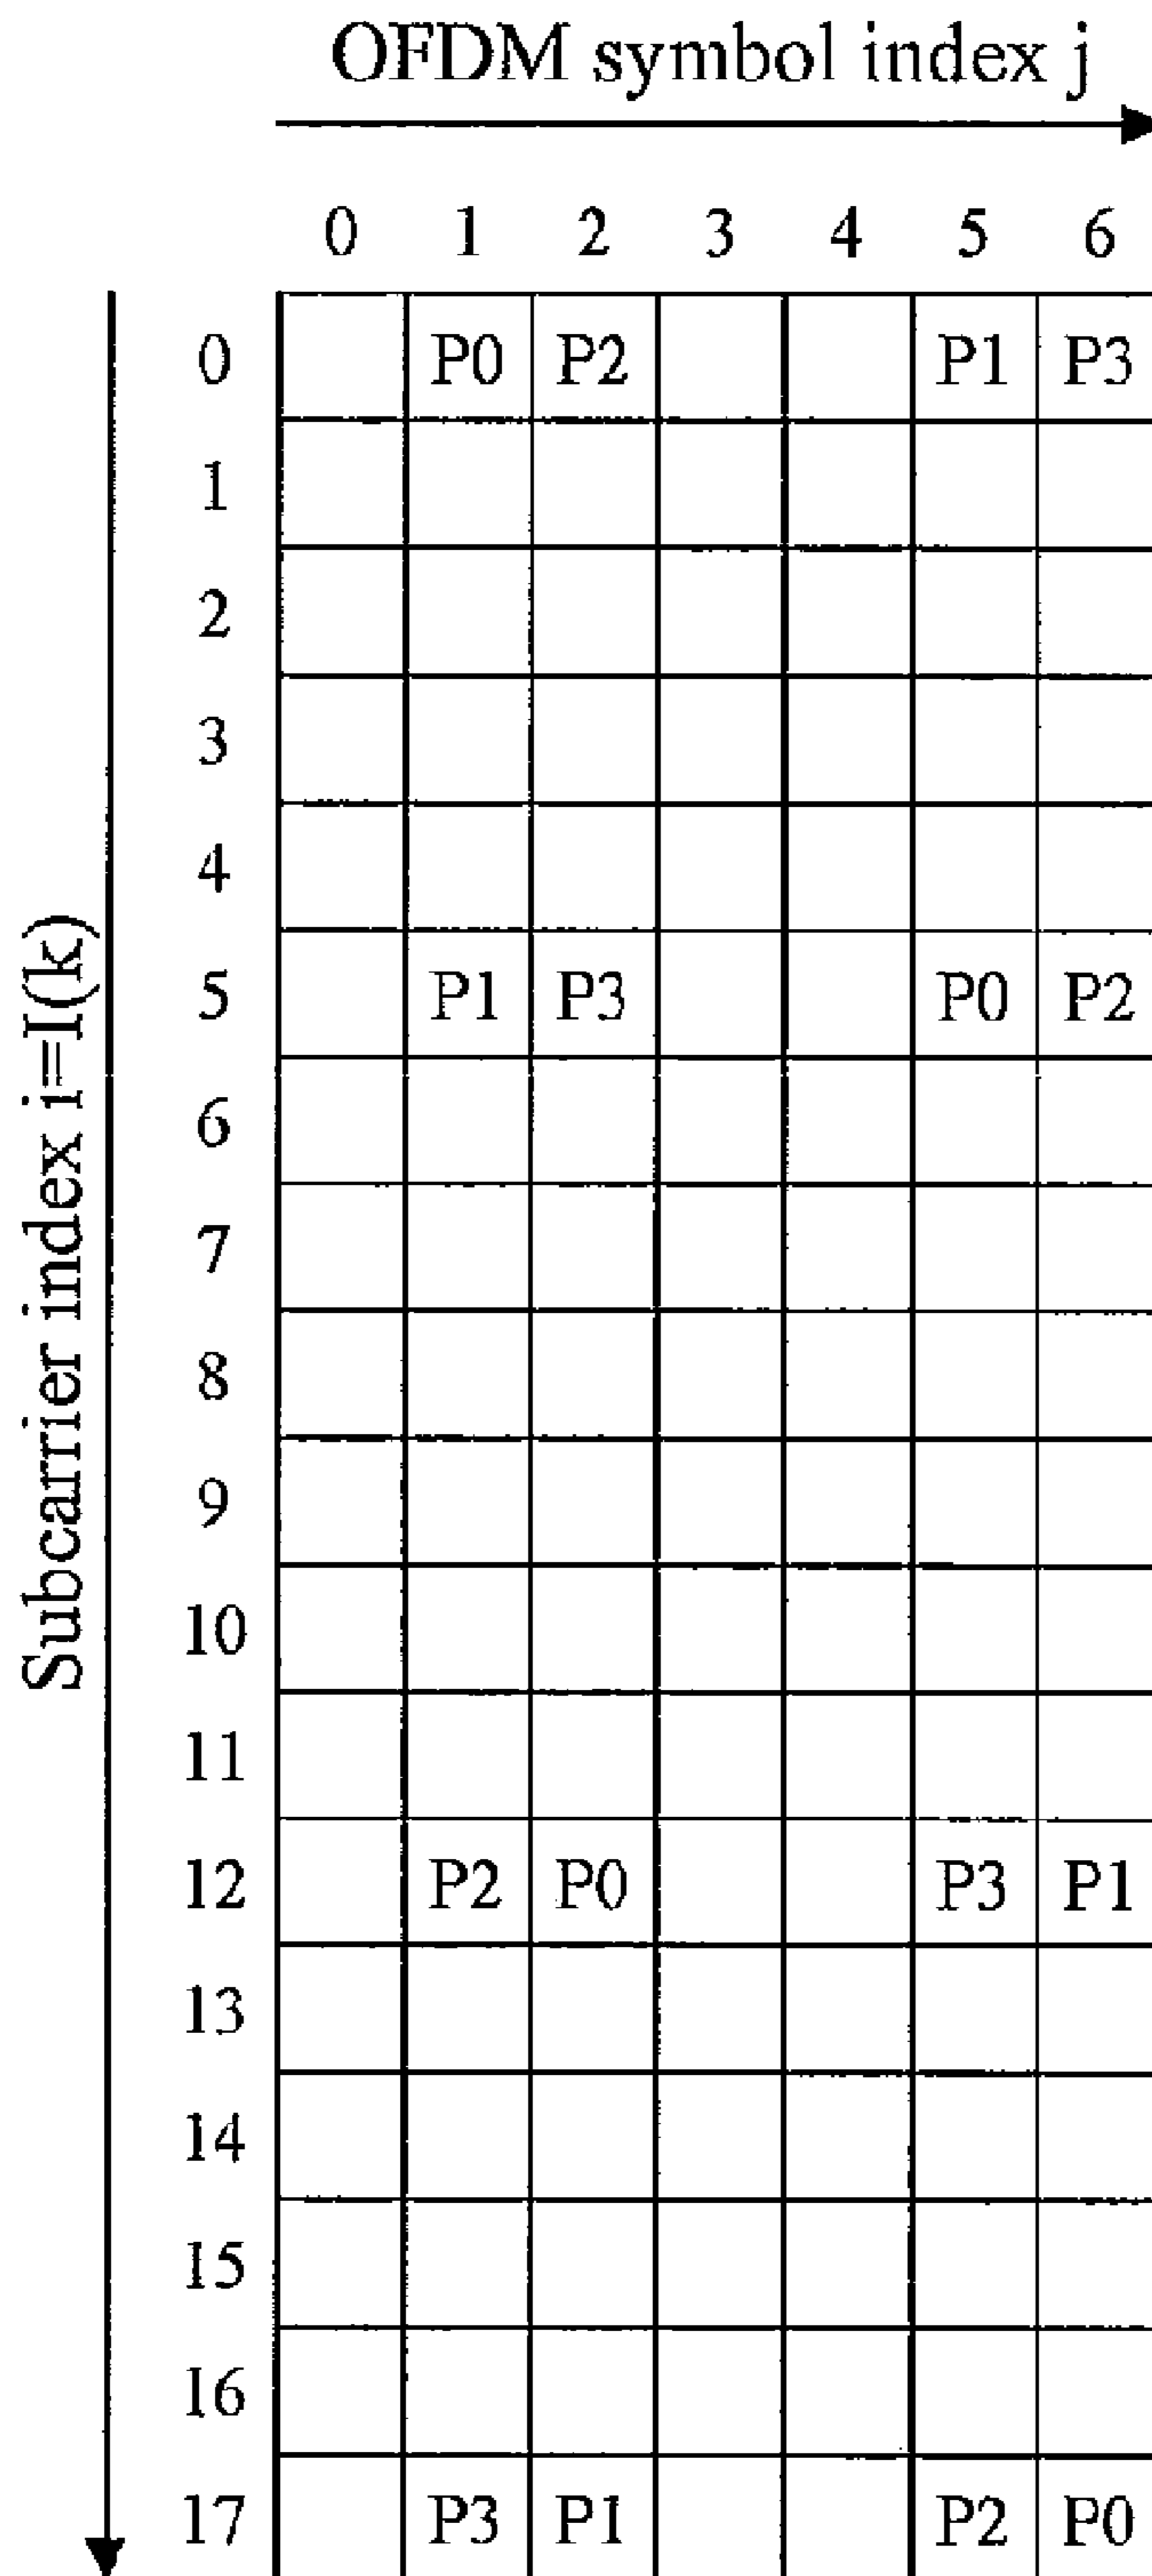 OFDM symbol index j
0 1 2 3 4 5 6
Subcarrier index i=I(k)
0 P0 P2 P1 P3
1
2
3
4
5 P1 P3 P0 P2
6
7
8
9
10
11
12 P2 P0 P3 P1
13
14
15
16
17 P3 P1 P2 P0